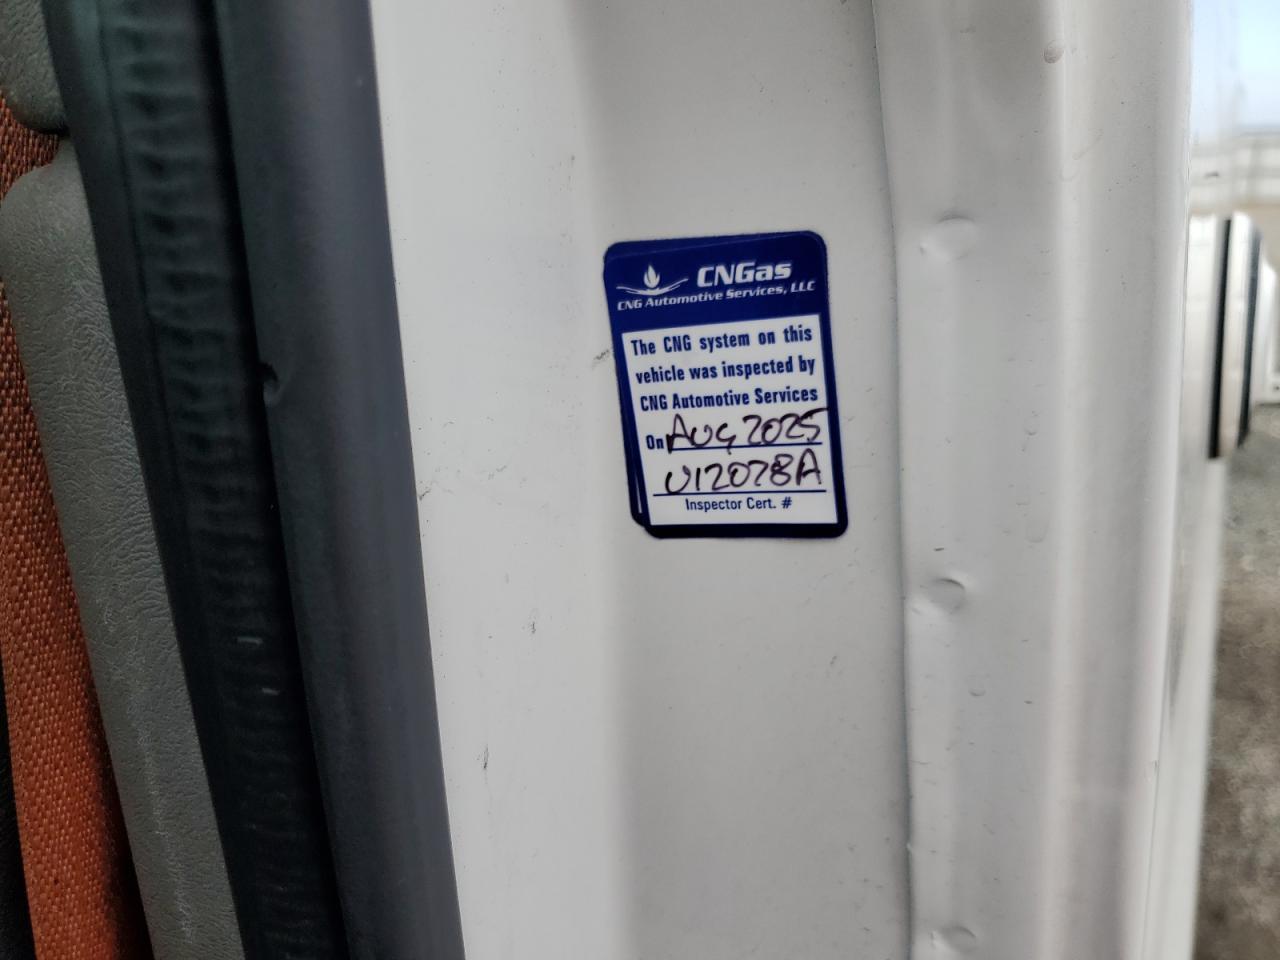 CNGas
CNG Automotive Services, LLC
The CNG system on this
vehicle was inspected by
CNG Automotive Services
On Aug 2025
U12078A
Inspector Cert. #